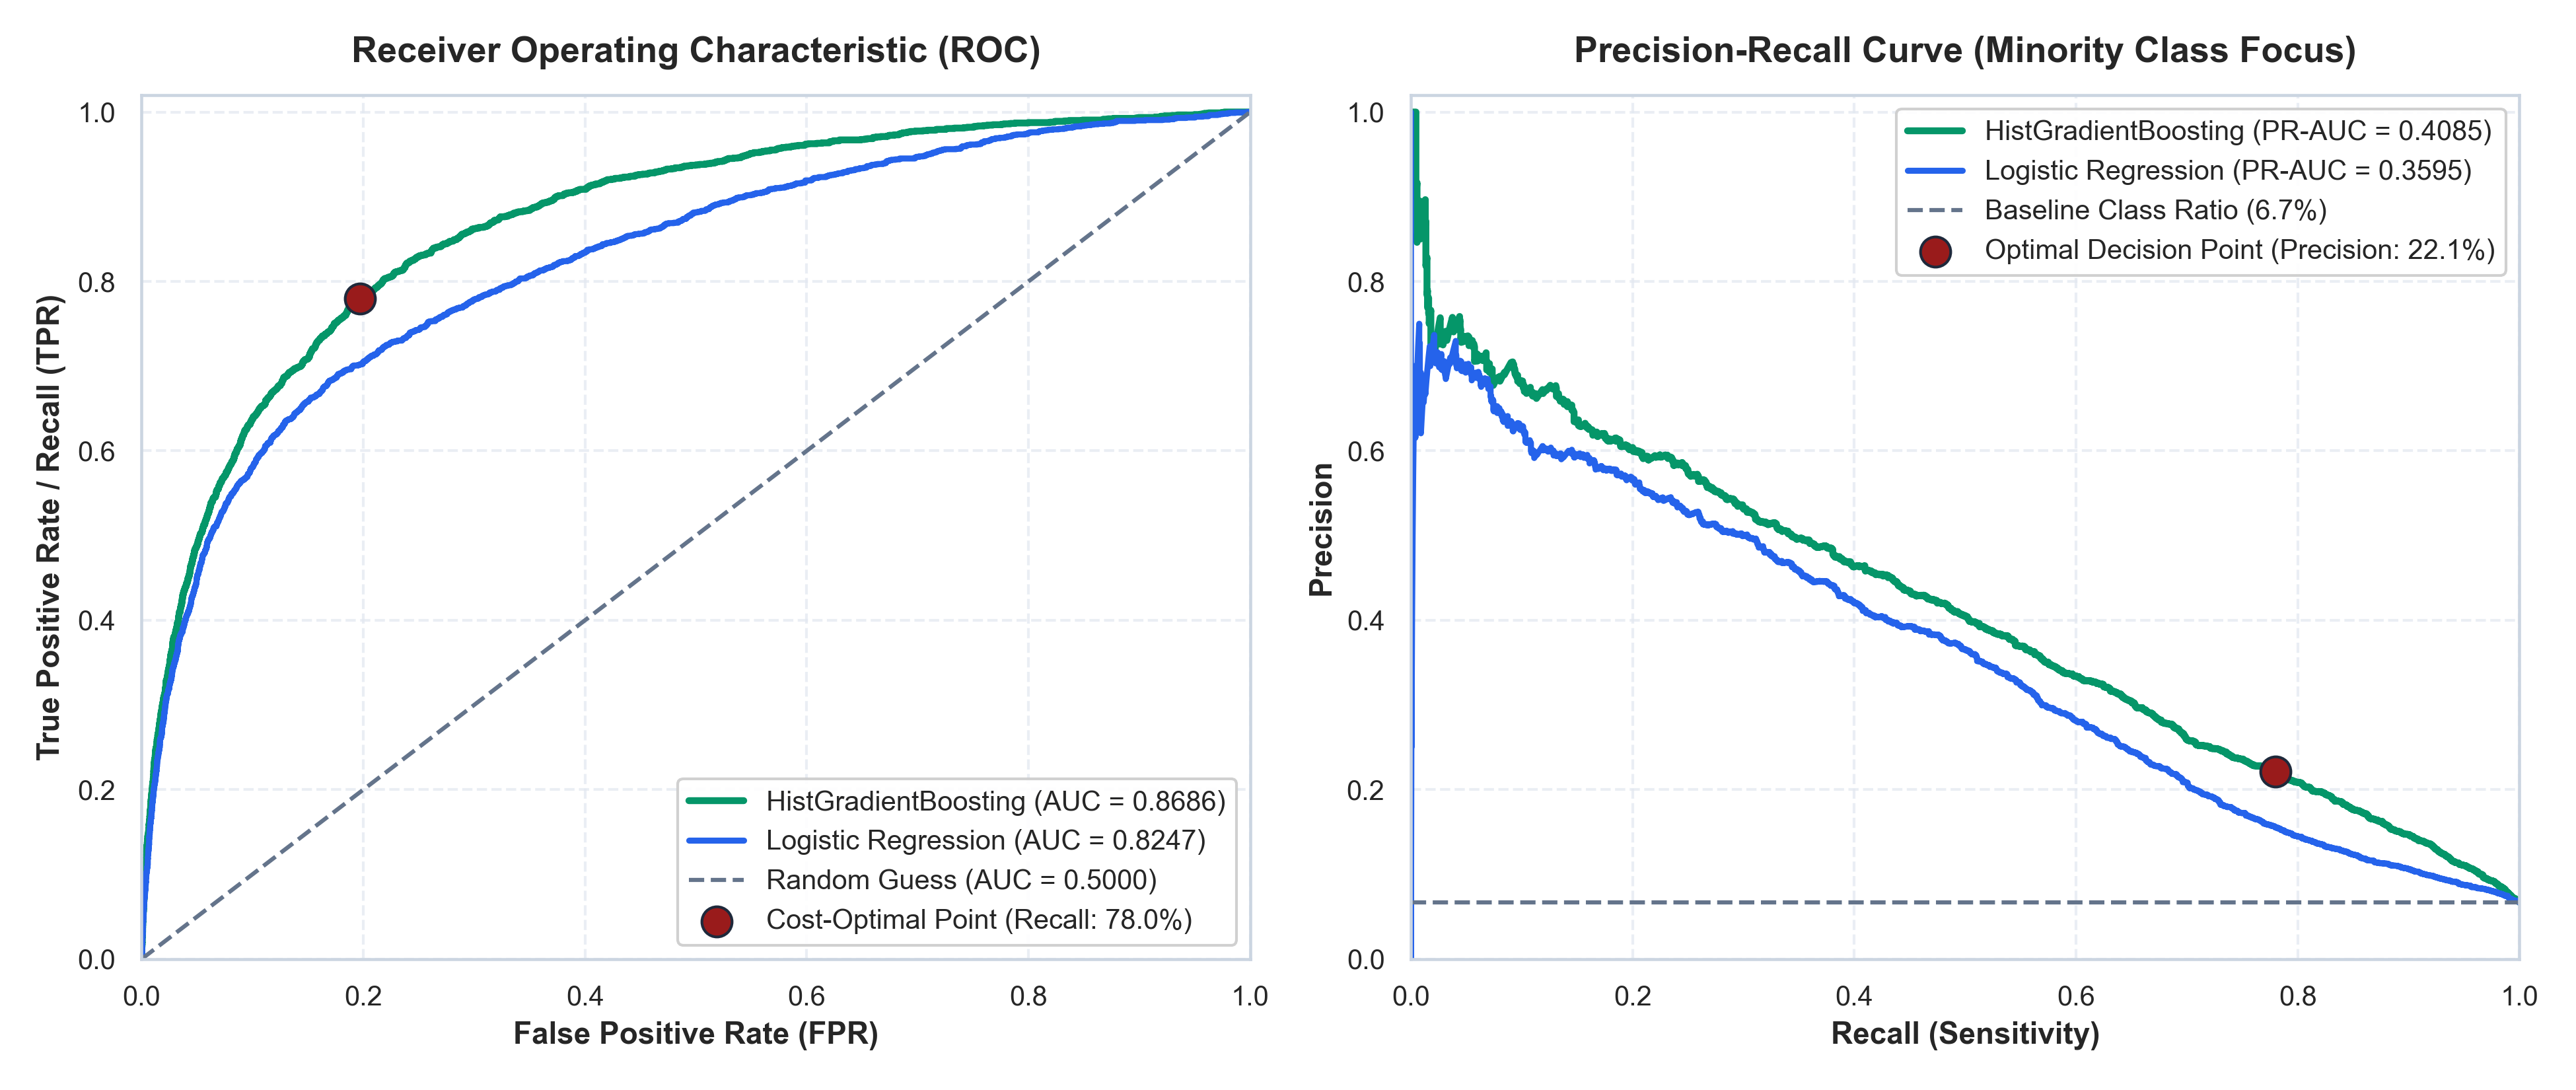 Receiver Operating Characteristic (ROC)
True Positive Rate / Recall (TPR)
1.0
0.8
0.6
0.4
0.2
0.0
HistGradientBoosting (AUC = 0.8686)
Logistic Regression (AUC = 0.8247)
Random Guess (AUC = 0.5000)
Cost-Optimal Point (Recall: 78.0%)
0.0 0.2 0.4 0.6 0.8 1.0
False Positive Rate (FPR)
Precision-Recall Curve (Minority Class Focus)
Precision
1.0
0.8
0.6
0.4
0.2
0.0
HistGradientBoosting (PR-AUC = 0.4085)
Logistic Regression (PR-AUC = 0.3595)
Baseline Class Ratio (6.7%)
Optimal Decision Point (Precision: 22.1%)
0.0 0.2 0.4 0.6 0.8 1.0
Recall (Sensitivity)